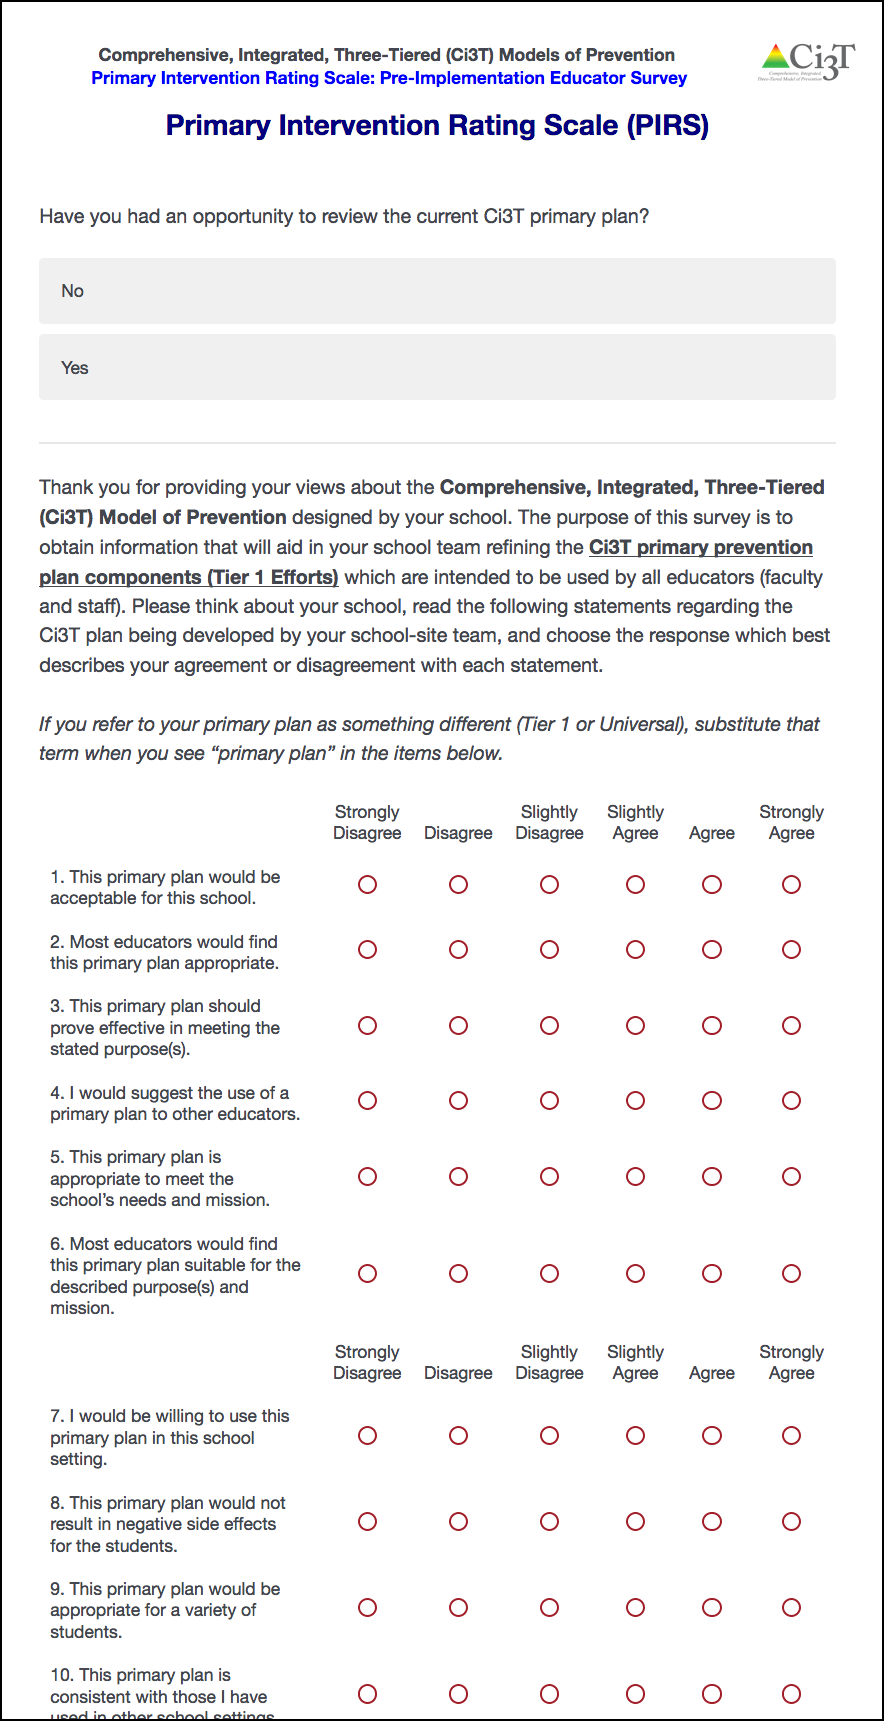 Comprehensive, Integrated, Three-Tiered (Ci3T) Models of Prevention
Primary Intervention Rating Scale: Pre-Implementation Educator Survey
Ci3T
Comprehensive, Integrated,
Three-Tiered Model of Prevention
Primary Intervention Rating Scale (PIRS)
Have you had an opportunity to review the current Ci3T primary plan?
No
Yes
Thank you for providing your views about the Comprehensive, Integrated, Three-Tiered
(Ci3T) Model of Prevention designed by your school. The purpose of this survey is to
obtain information that will aid in your school team refining the Ci3T primary prevention
plan components (Tier 1 Efforts) which are intended to be used by all educators (faculty
and staff). Please think about your school, read the following statements regarding the
Ci3T plan being developed by your school-site team, and choose the response which best
describes your agreement or disagreement with each statement.
If you refer to your primary plan as something different (Tier 1 or Universal), substitute that
term when you see “primary plan” in the items below.
Strongly Disagree Disagree Slightly Disagree Slightly Agree Agree Strongly Agree
1. This primary plan would be
acceptable for this school.
2. Most educators would find
this primary plan appropriate.
3. This primary plan should
prove effective in meeting the
stated purpose(s).
4. I would suggest the use of a
primary plan to other educators.
5. This primary plan is
appropriate to meet the
school’s needs and mission.
6. Most educators would find
this primary plan suitable for the
described purpose(s) and
mission.
Strongly Disagree Disagree Slightly Disagree Slightly Agree Agree Strongly Agree
7. I would be willing to use this
primary plan in this school
setting.
8. This primary plan would not
result in negative side effects
for the students.
9. This primary plan would be
appropriate for a variety of
students.
10. This primary plan is
consistent with those I have
used in other school settings